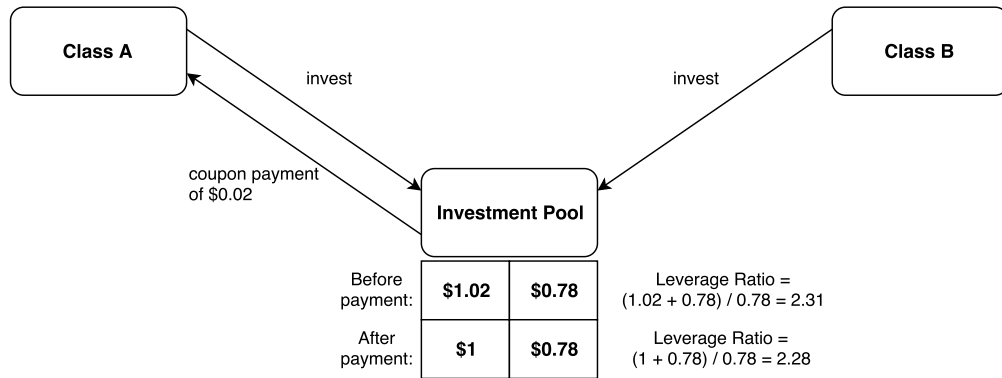 Class A
Class B
invest
invest
coupon payment
of $0.02
Investment Pool
Before
payment:
$1.02
$0.78
Leverage Ratio =
(1.02 + 0.78) / 0.78 = 2.31
After
payment:
$1
$0.78
Leverage Ratio =
(1 + 0.78) / 0.78 = 2.28